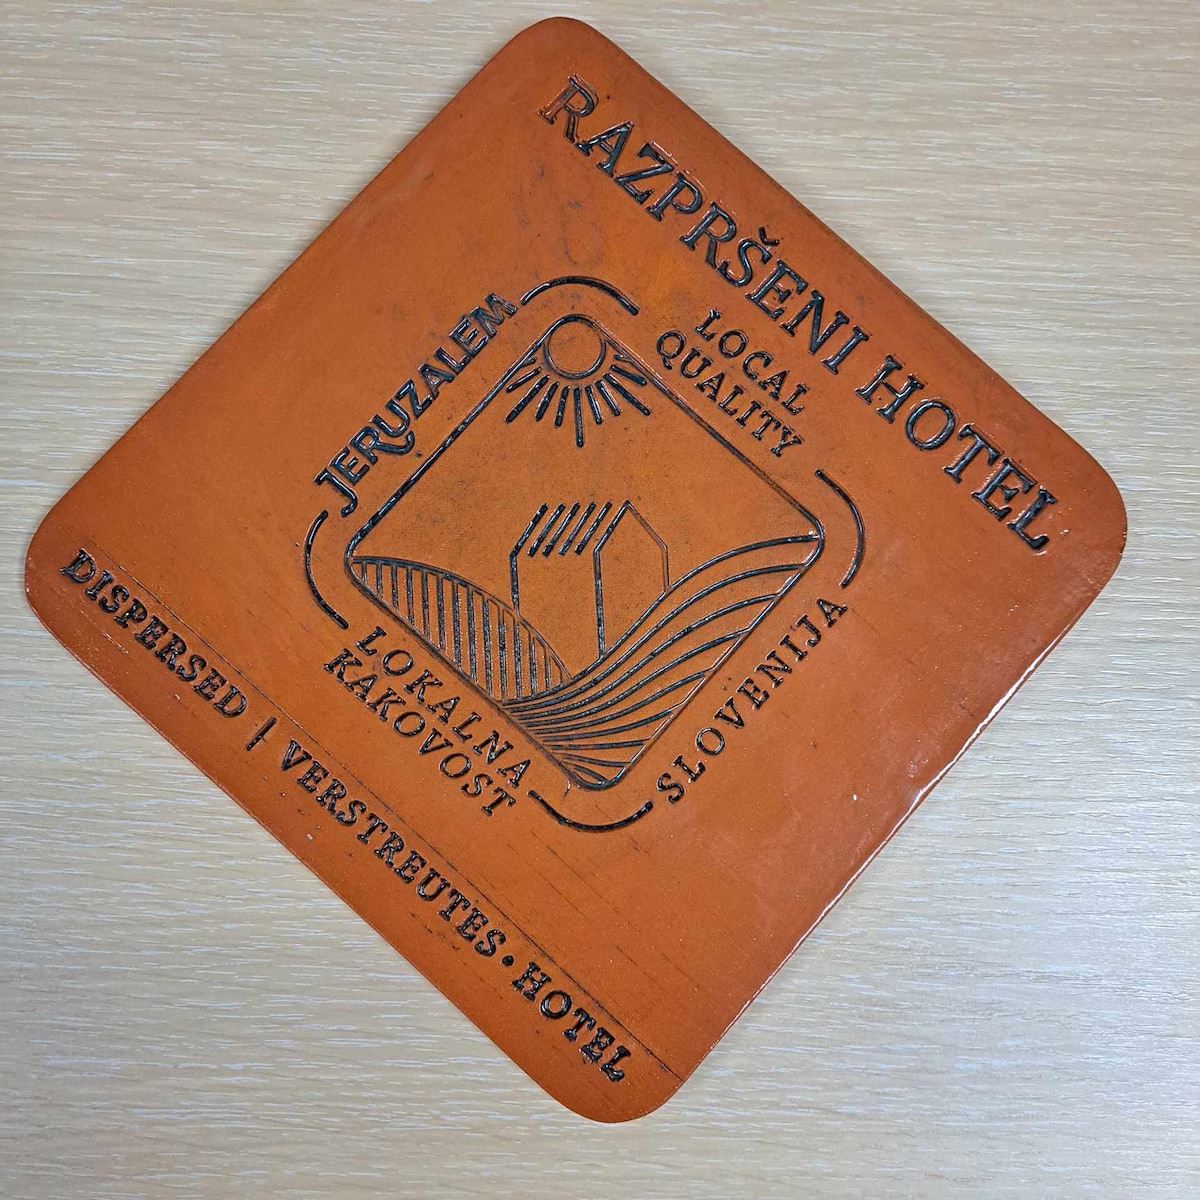 RAZPRŠENI HOTEL
JERUZALEM
LOCAL
QUALITY
LOKALNA
KAKOVOST
SLOVENIJA
DISPERSED | VERSTREUTES • HOTEL